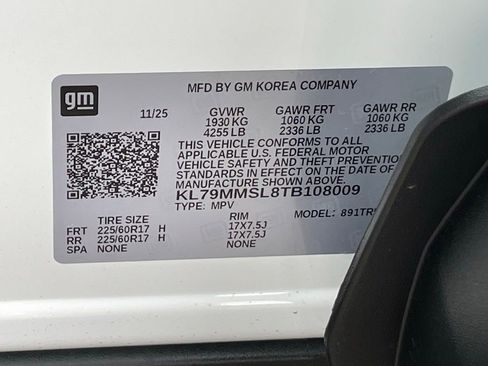 gm
MFD BY GM KOREA COMPANY
11/25 GVWR GAWR FRT GAWR RR
1930 KG 1060 KG 1060 KG
4255 LB 2336 LB 2336 LB
THIS VEHICLE CONFORMS TO ALL
APPLICABLE U.S. FEDERAL MOTOR
VEHICLE SAFETY AND THEFT PREVENTION
STANDARDS IN EFFECT ON THE DATE OF
MANUFACTURE SHOWN ABOVE.
KL79MMSL8TB108009
TYPE: MPV MODEL: 891TR
TIRE SIZE RIM
FRT 225/60R17 H 17X7.5J
RR 225/60R17 H 17X7.5J
SPA NONE NONE